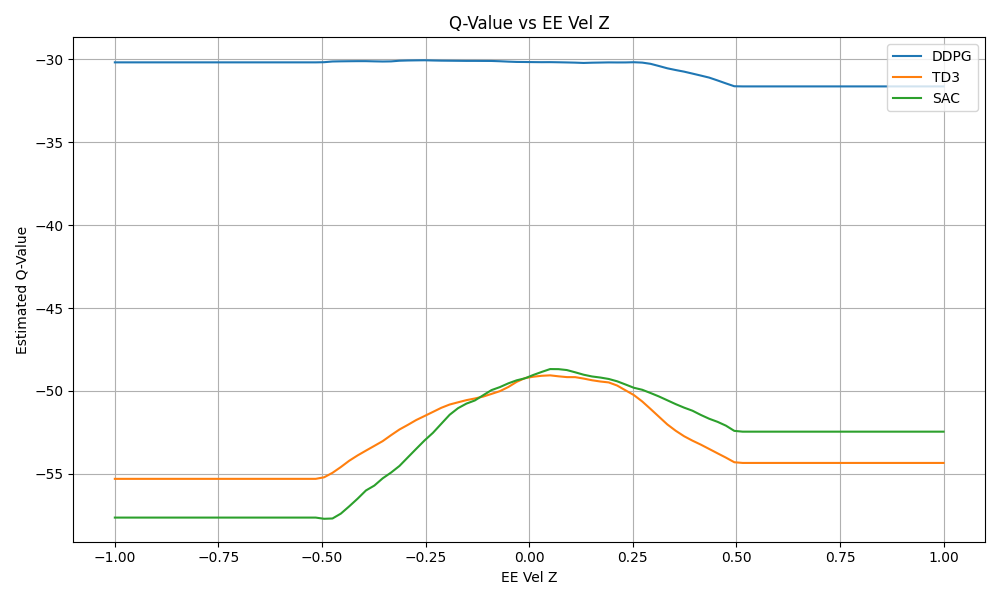 Q-Value vs EE Vel Z
DDPG
TD3
SAC
Estimated Q-Value
−30
−35
−40
−45
−50
−55
−1.00 −0.75 −0.50 −0.25 0.00 0.25 0.50 0.75 1.00
EE Vel Z